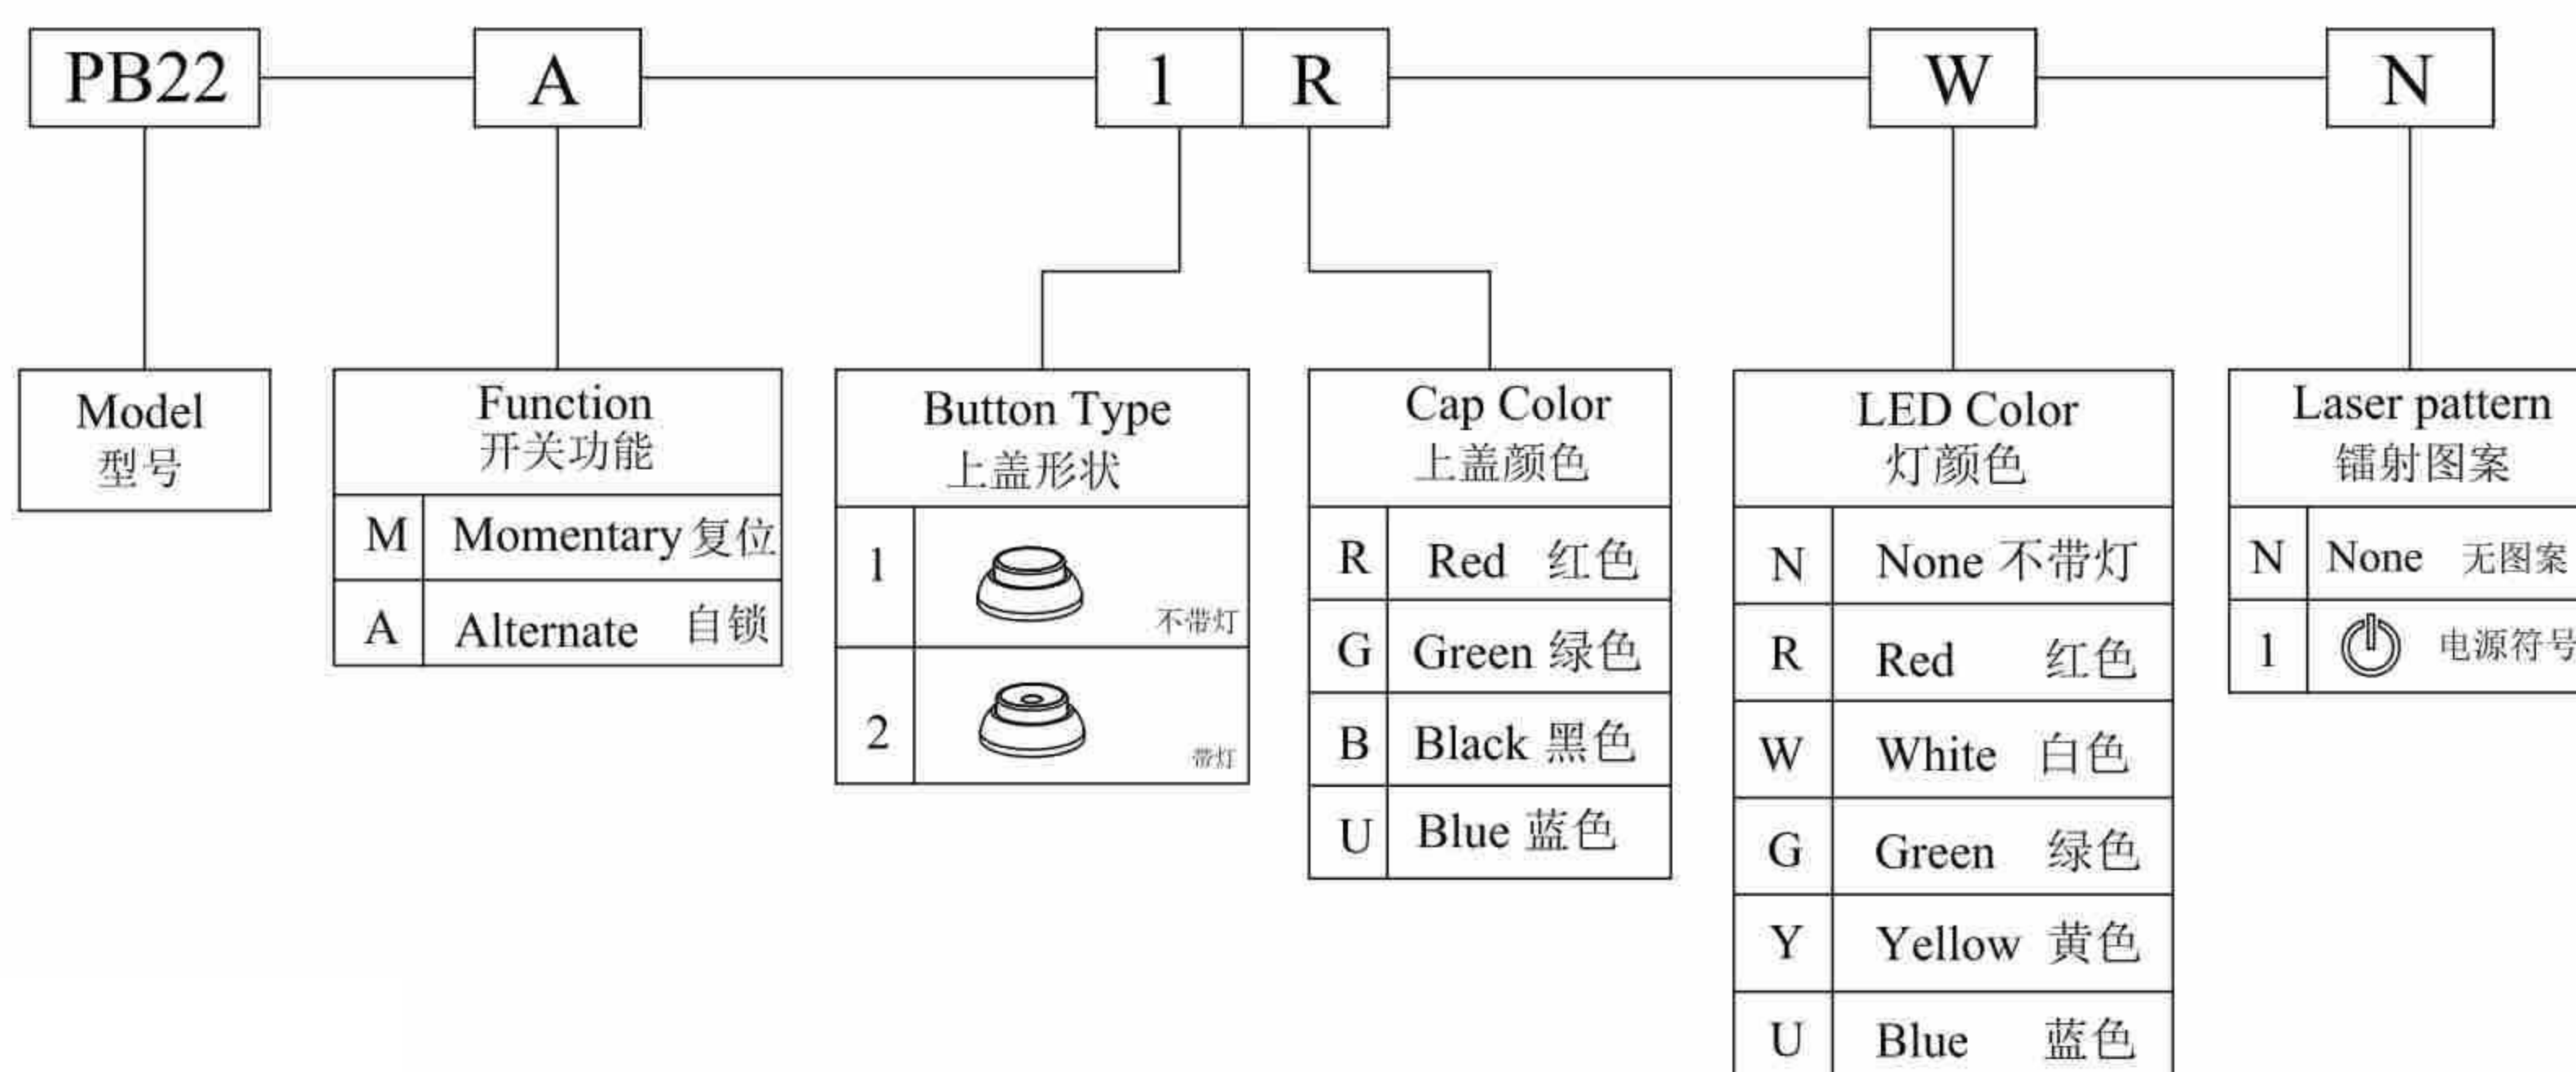 PB22 A 1 R W N
Model
型号
Function
开关功能
M Momentary 复位
A Alternate 自锁
Button Type
上盖形状
1 不带灯
2 带灯
Cap Color
上盖颜色
R Red 红色
G Green 绿色
B Black 黑色
U Blue 蓝色
LED Color
灯颜色
N None 不带灯
R Red 红色
W White 白色
G Green 绿色
Y Yellow 黄色
U Blue 蓝色
Laser pattern
镭射图案
N None 无图案
1 电源符号